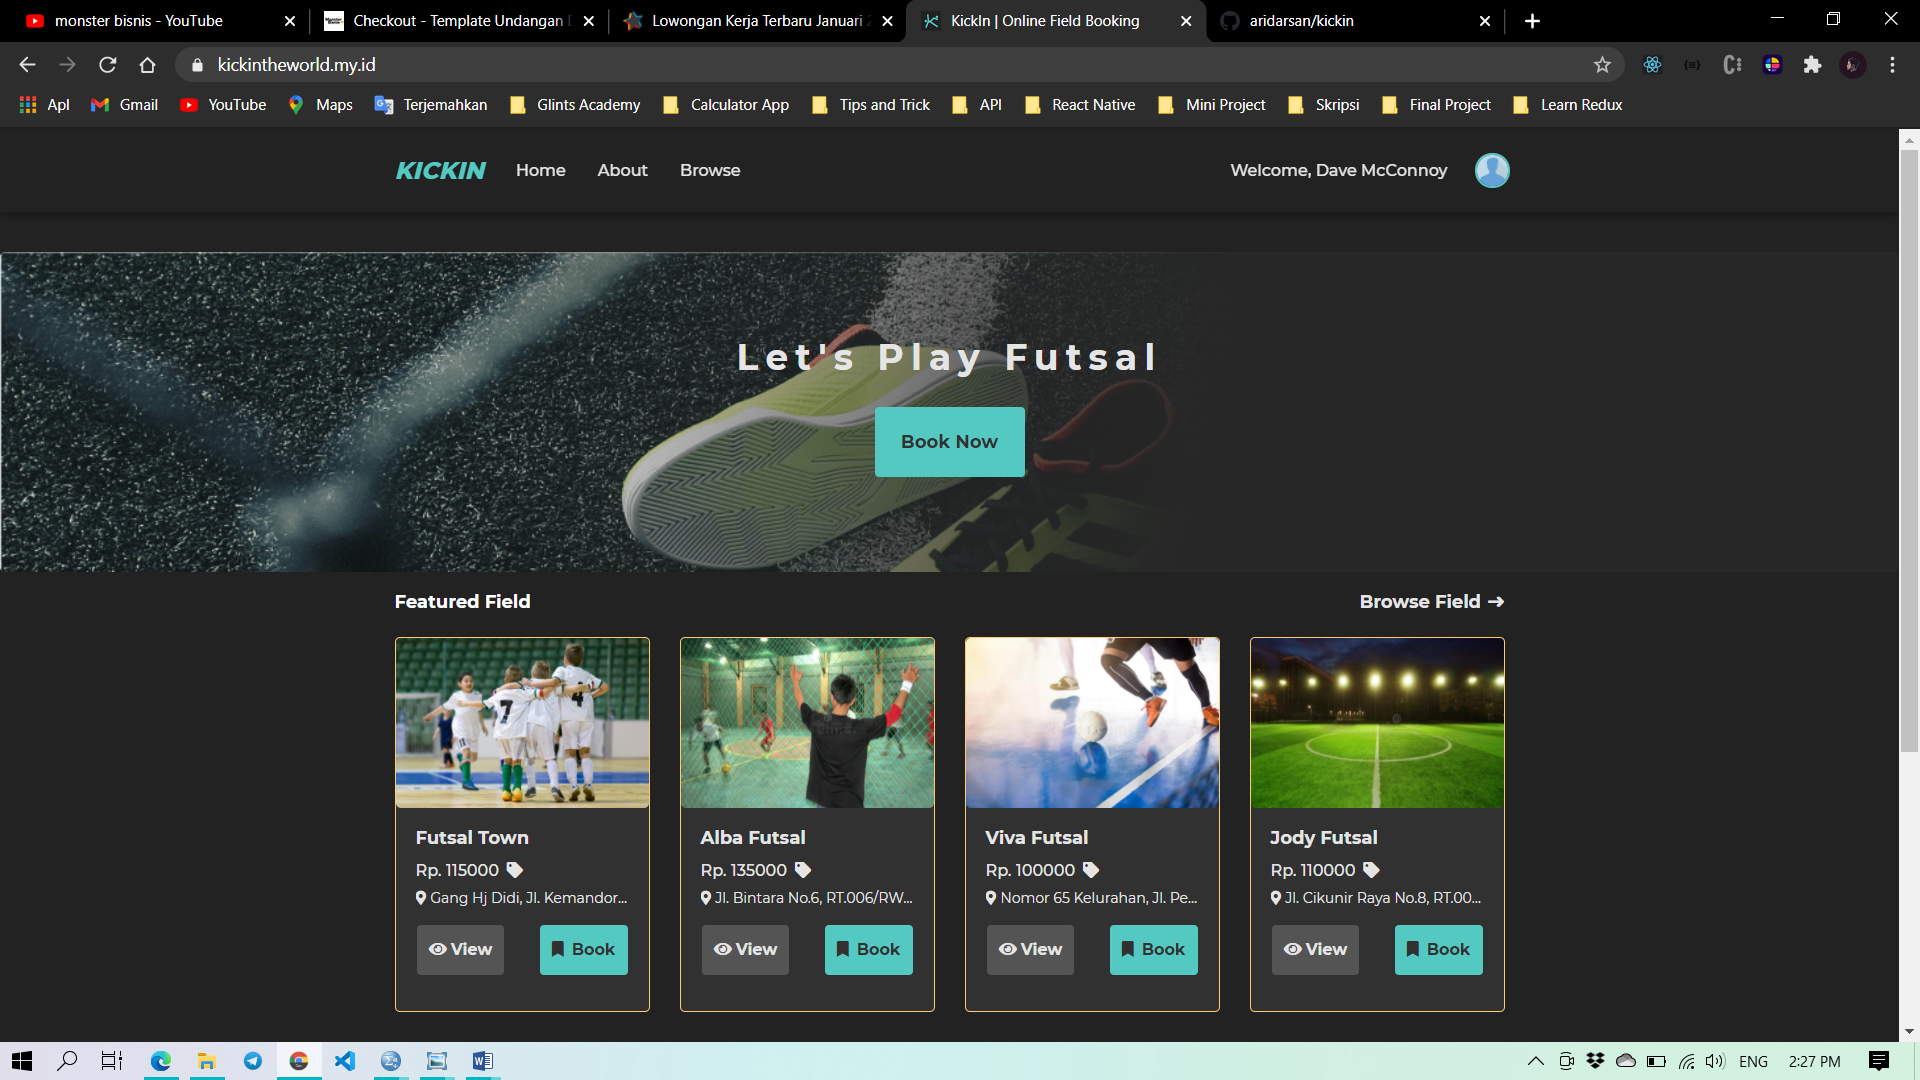 monster bisnis - YouTube
Checkout - Template Undangan
Lowongan Kerja Terbaru Januari 2
KickIn | Online Field Booking
aridarsan/kickin
kickintheworld.my.id
Apl
Gmail
YouTube
Maps
Terjemahkan
Glints Academy
Calculator App
Tips and Trick
API
React Native
Mini Project
Skripsi
Final Project
Learn Redux
KICKIN
Home
About
Browse
Welcome, Dave McConnoy
Let's Play Futsal
Book Now
Featured Field
Browse Field →
7
4
Futsal Town
Rp. 115000
Gang Hj Didi, Jl. Kemandor...
View
Book
Alba Futsal
Rp. 135000
Jl. Bintara No.6, RT.006/RW...
View
Book
Viva Futsal
Rp. 100000
Nomor 65 Kelurahan, Jl. Pe...
View
Book
Jody Futsal
Rp. 110000
Jl. Cikunir Raya No.8, RT.00...
View
Book
ENG
2:27 PM